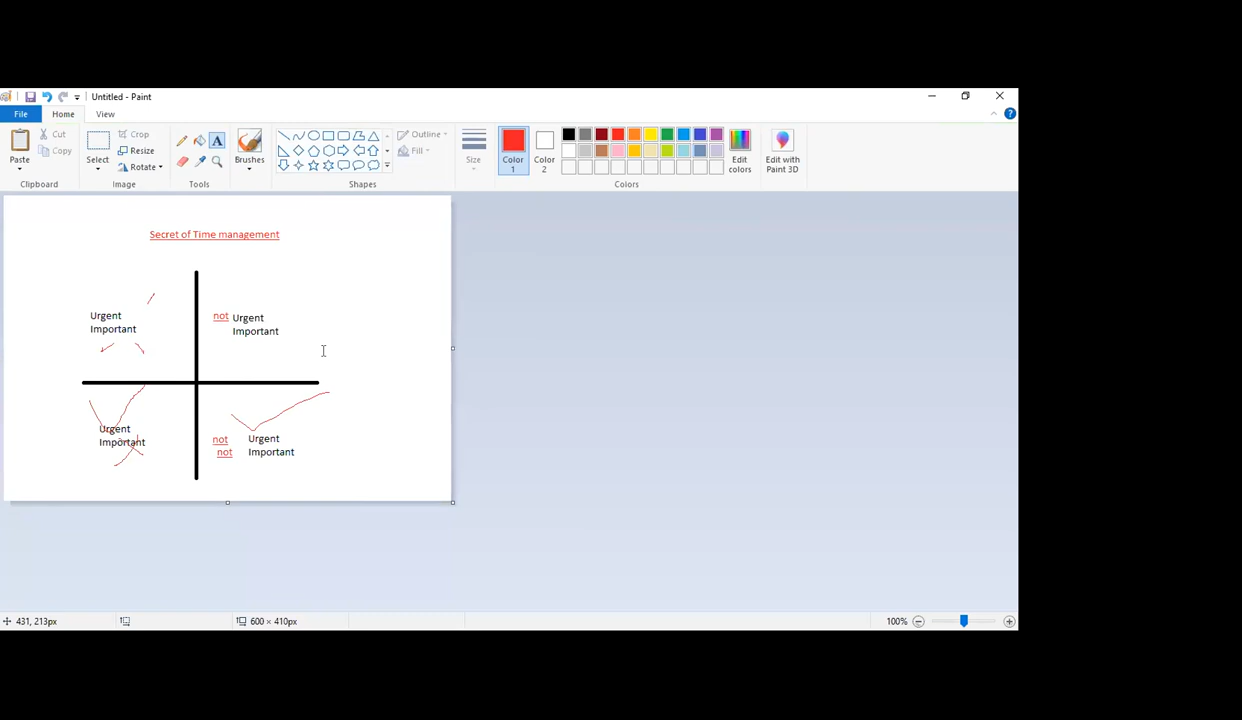 Untitled - Paint
File Home View
Paste
Cut
Copy
Clipboard
Select
Crop
Resize
Rotate
Image
A
Tools
Brushes
Shapes
Outline
Fill
Size
Color 1
Color 2
Colors
Edit colors
Edit with Paint 3D
Secret of Time management
Urgent
Important
not Urgent
Important
Urgent
Important
not Urgent
not Important
431, 213px
600 × 410px
100%